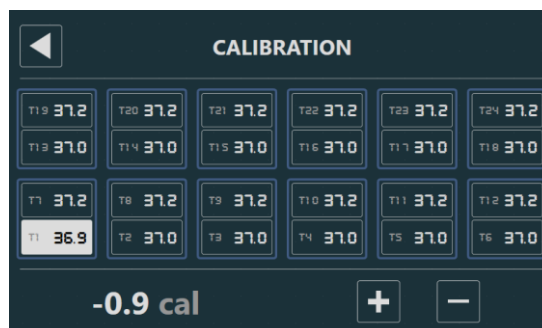 CALIBRATION
T19 37.2 T20 37.2 T21 37.2 T22 37.2 T23 37.2 T24 37.2
T13 37.0 T14 37.0 T15 37.0 T16 37.0 T17 37.0 T18 37.0
T7 37.2 T8 37.2 T9 37.2 T10 37.2 T11 37.2 T12 37.2
T1 36.9 T2 37.0 T3 37.0 T4 37.0 T5 37.0 T6 37.0
-0.9 cal + −